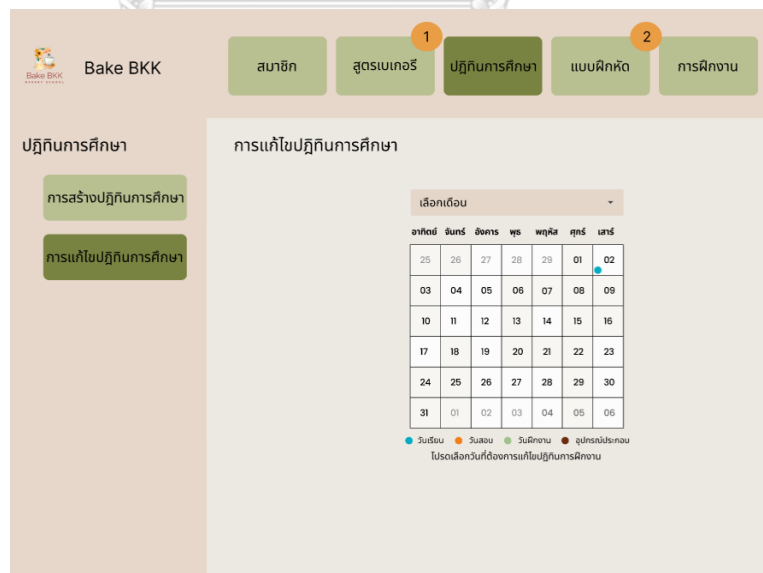 1
2
Bake BKK
Bake BKK
สมาชิก
สูตรเบเกอรี
ปฎิทินการศึกษา
แบบฝึกหัด
การฝึกงาน
ปฎิทินการศึกษา
การแก้ไขปฎิทินการศึกษา
การสร้างปฎิทินการศึกษา
การแก้ไขปฎิทินการศึกษา
เลือกเดือน
อาทิตย์ จันทร์ อังคาร พุธ พฤหัส ศุกร์ เสาร์
25 26 27 28 29 01 02
03 04 05 06 07 08 09
10 11 12 13 14 15 16
17 18 19 20 21 22 23
24 25 26 27 28 29 30
31 01 02 03 04 05 06
วันเรียน วันสอบ วันฝึกงาน อุปกรณ์ประกอบ
โปรดเลือกวันที่ต้องการแก้ไขปฎิทินการฝึกงาน